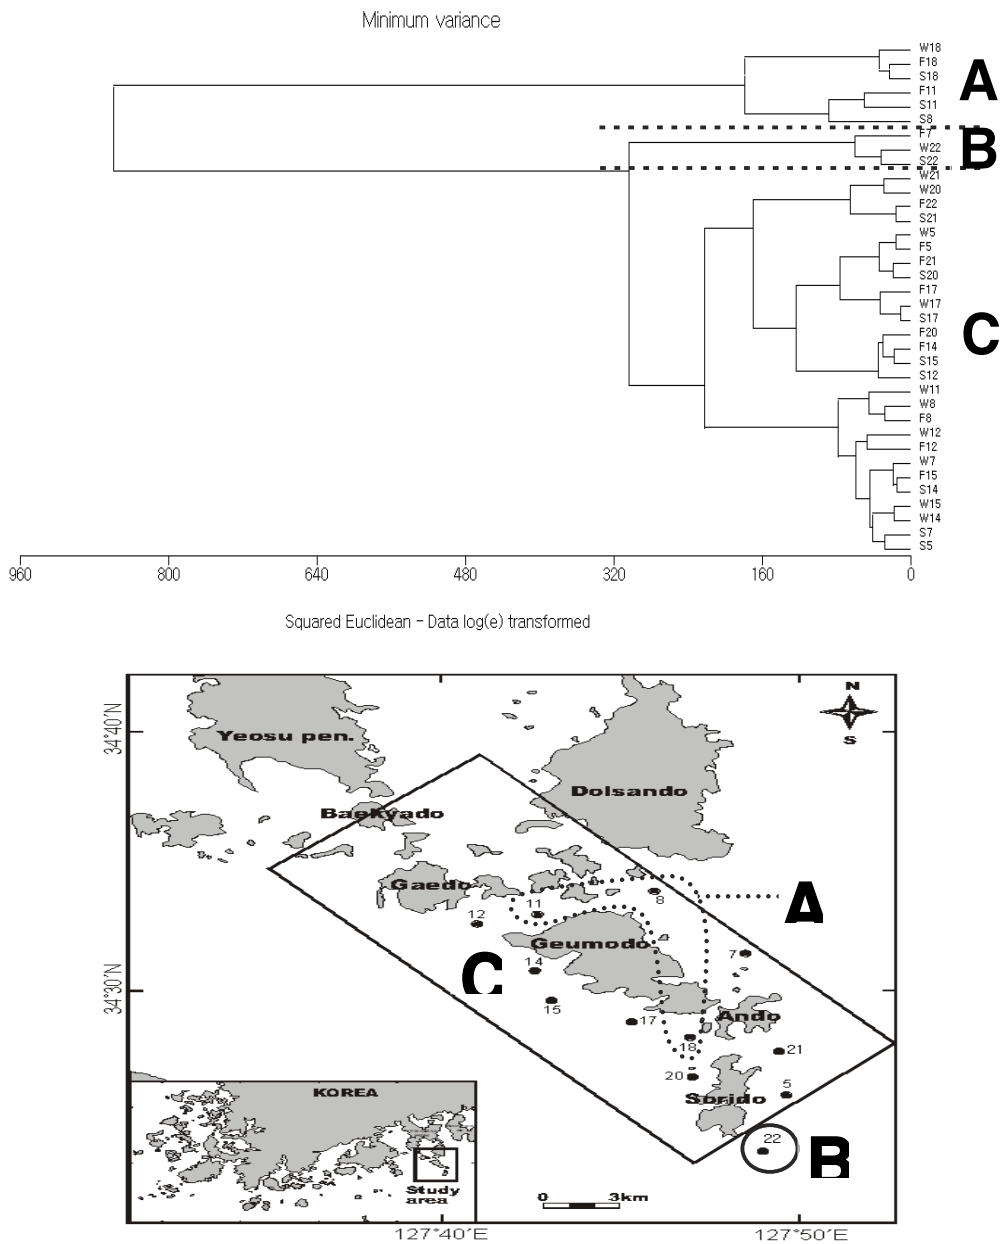 Minimum variance
W18
F18
S18
F11
S11
S8
A
F7
W22
S22
B
W21
W20
F22
S21
W5
F5
F21
S20
F17
W17
S17
F20
F14
S15
S12
C
W11
W8
F8
W12
F12
W7
F15
S14
W15
W14
S7
S5
960 800 640 480 320 160 0
Squared Euclidean - Data log(e) transformed
N
S
34°40′N
Yeosu pen.
Dolsando
Baekyado
Gaedo
A
8
11
12
Geumodo
7
C
14
34°30′N
15
17
Ando
18
21
20
5
Sorido
KOREA
22
B
Study
area
0 3km
127°40′E 127°50′E